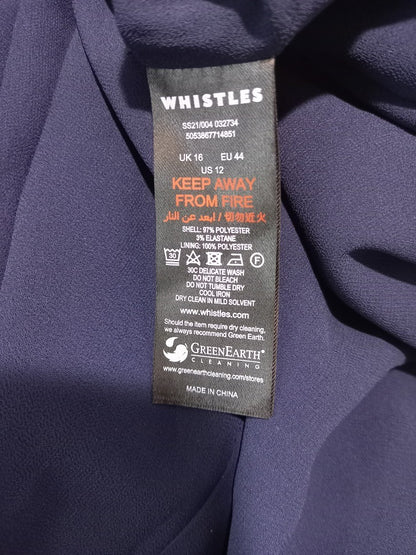 WHISTLES
SS21/004 032734
5053867714851
UK 16 EU 44
US 12
KEEP AWAY
FROM FIRE
ابعد عن النار / 切勿近火
SHELL: 97% POLYESTER
3% ELASTANE
LINING: 100% POLYESTER
30 F
30C DELICATE WASH
DO NOT BLEACH
DO NOT TUMBLE DRY
COOL IRON
DRY CLEAN IN MILD SOLVENT
www.whistles.com
Should the item require dry cleaning,
we always recommend Green Earth.
GREENEARTH®
CLEANING
www.greenearthcleaning.com/stores
MADE IN CHINA